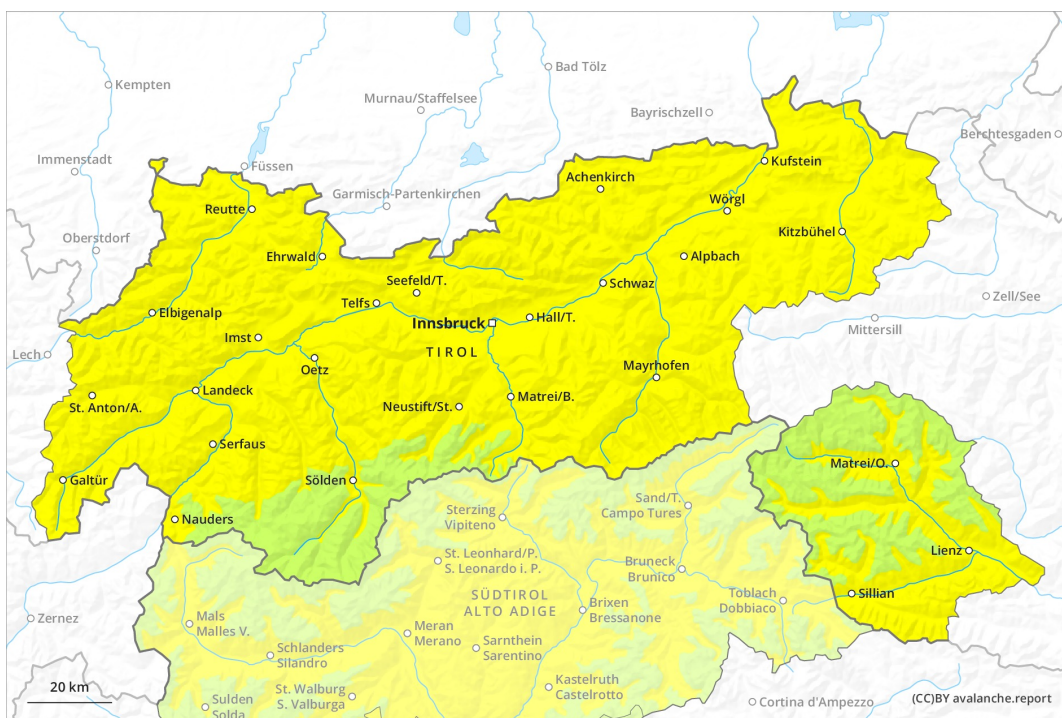 Kempten
Bad Tölz
Murnau/Staffelsee
Bayrischzell
Berchtesgaden
Immenstadt
Füssen
Kufstein
Achenkirch
Garmisch-Partenkirchen
Wörgl
Reutte
Oberstdorf
Kitzbühel
Ehrwald
Alpbach
Seefeld/T.
Schwaz
Zell/See
Telfs
Elbigenalp
Hall/T.
Innsbruck
Mittersill
Imst
TIROL
Lech
Oetz
Mayrhofen
Landeck
St. Anton/A.
Neustift/St.
Matrei/B.
Serfaus
Matrei/O.
Galtür
Sölden
Sand/T.
Campo Tures
Sterzing
Vipiteno
Nauders
St. Leonhard/P.
S. Leonardo i. P.
Lienz
Bruneck
Brunico
SÜDTIROL
ALTO ADIGE
Toblach
Dobbiaco
Sillian
Brixen
Bressanone
Zernez
Mals
Malles V.
Meran
Merano
Sarnthein
Sarentino
Schlanders
Silandro
Kastelruth
Castelrotto
20 km
St. Walburg
S. Valburga
Sulden
Solda
Cortina d'Ampezzo
(CC)BY avalanche.report